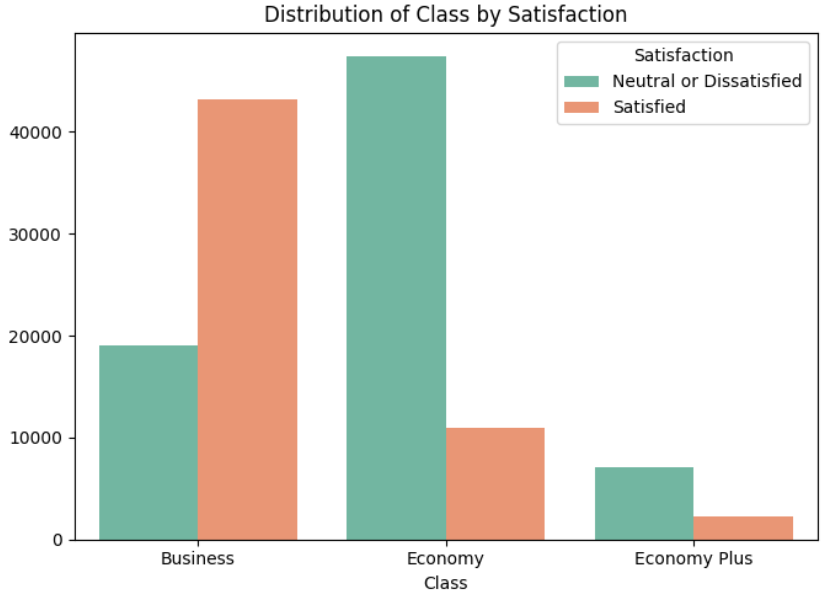 Distribution of Class by Satisfaction
Satisfaction
Neutral or Dissatisfied
Satisfied
40000
30000
20000
10000
0
Business Economy Economy Plus
Class